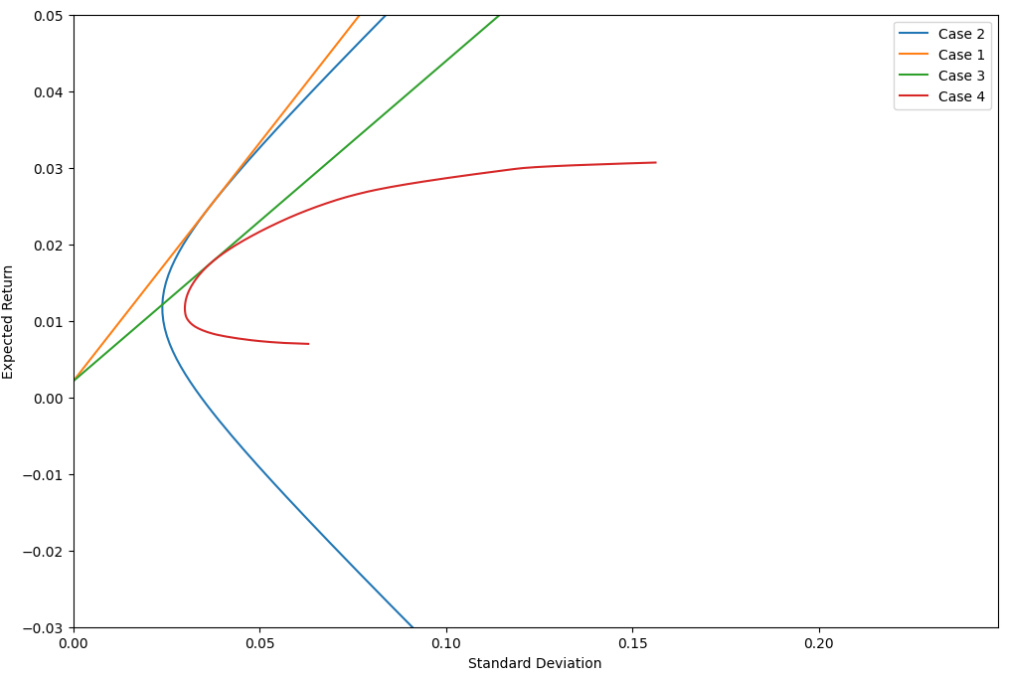 0.05
0.04
0.03
0.02
0.01
0.00
−0.01
−0.02
−0.03
Expected Return
0.00 0.05 0.10 0.15 0.20
Standard Deviation
Case 2
Case 1
Case 3
Case 4